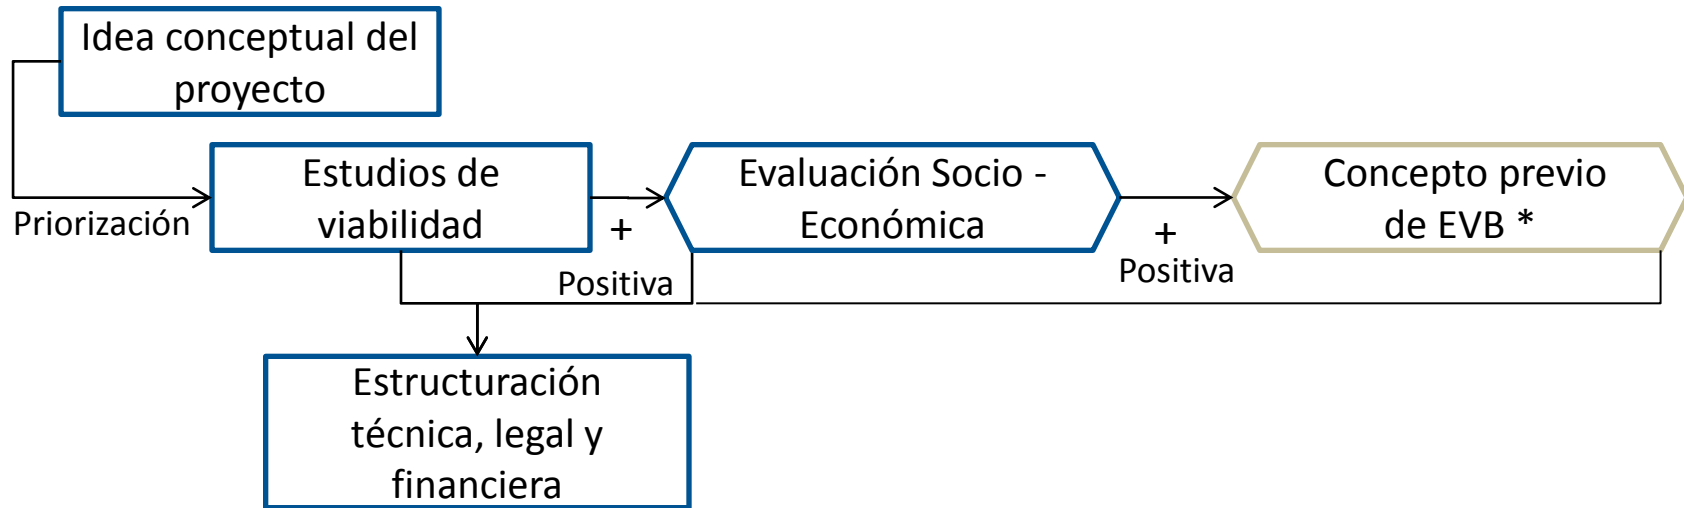 Idea conceptual del
proyecto
Priorización
Estudios de
viabilidad
+
Positiva
Evaluación Socio -
Económica
+
Positiva
Concepto previo
de EVB *
Estructuración
técnica, legal y
financiera